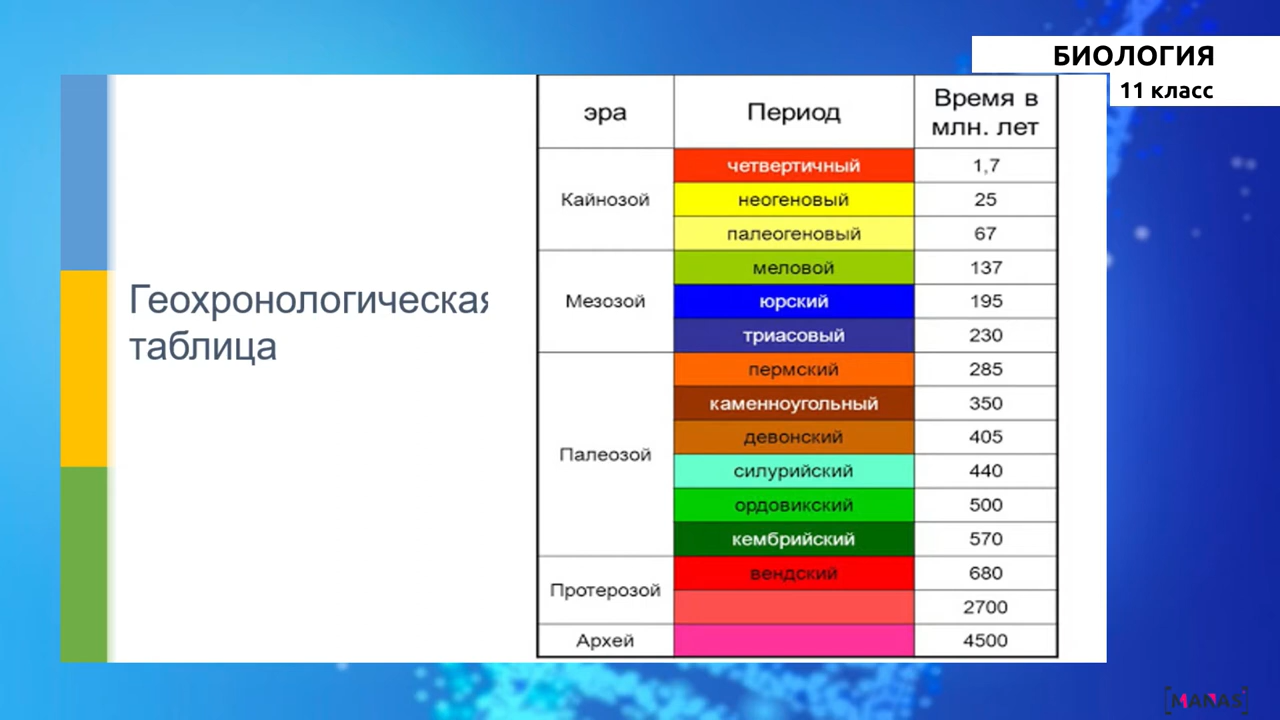 БИОЛОГИЯ
11 класс
Геохронологическая
таблица
эра Период Время в
млн. лет
четвертичный 1,7
Кайнозой неогеновый 25
палеогеновый 67
меловой 137
Мезозой юрский 195
триасовый 230
пермский 285
каменноугольный 350
девонский 405
Палеозой
силурийский 440
ордовикский 500
кембрийский 570
вендский 680
Протерозой
2700
Архей 4500
MANAS